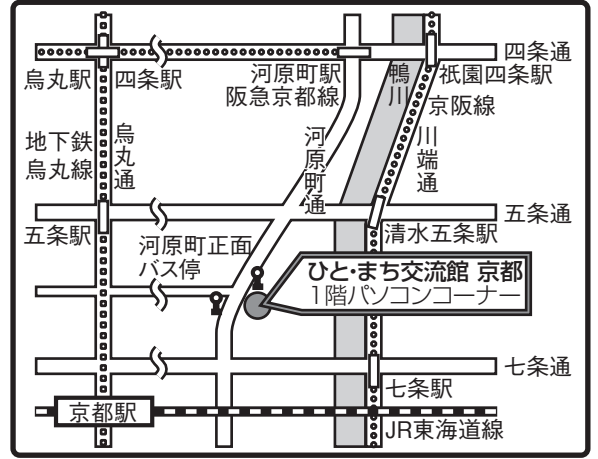 四条通
烏丸駅
四条駅
河原町駅
阪急京都線
鴨川
祇園四条駅
京阪線
地下鉄
烏丸線
烏丸通
河原町通
川端通
五条通
五条駅
清水五条駅
河原町正面
バス停
ひと・まち交流館 京都
1階パソコンコーナー
七条通
七条駅
京都駅
JR東海道線